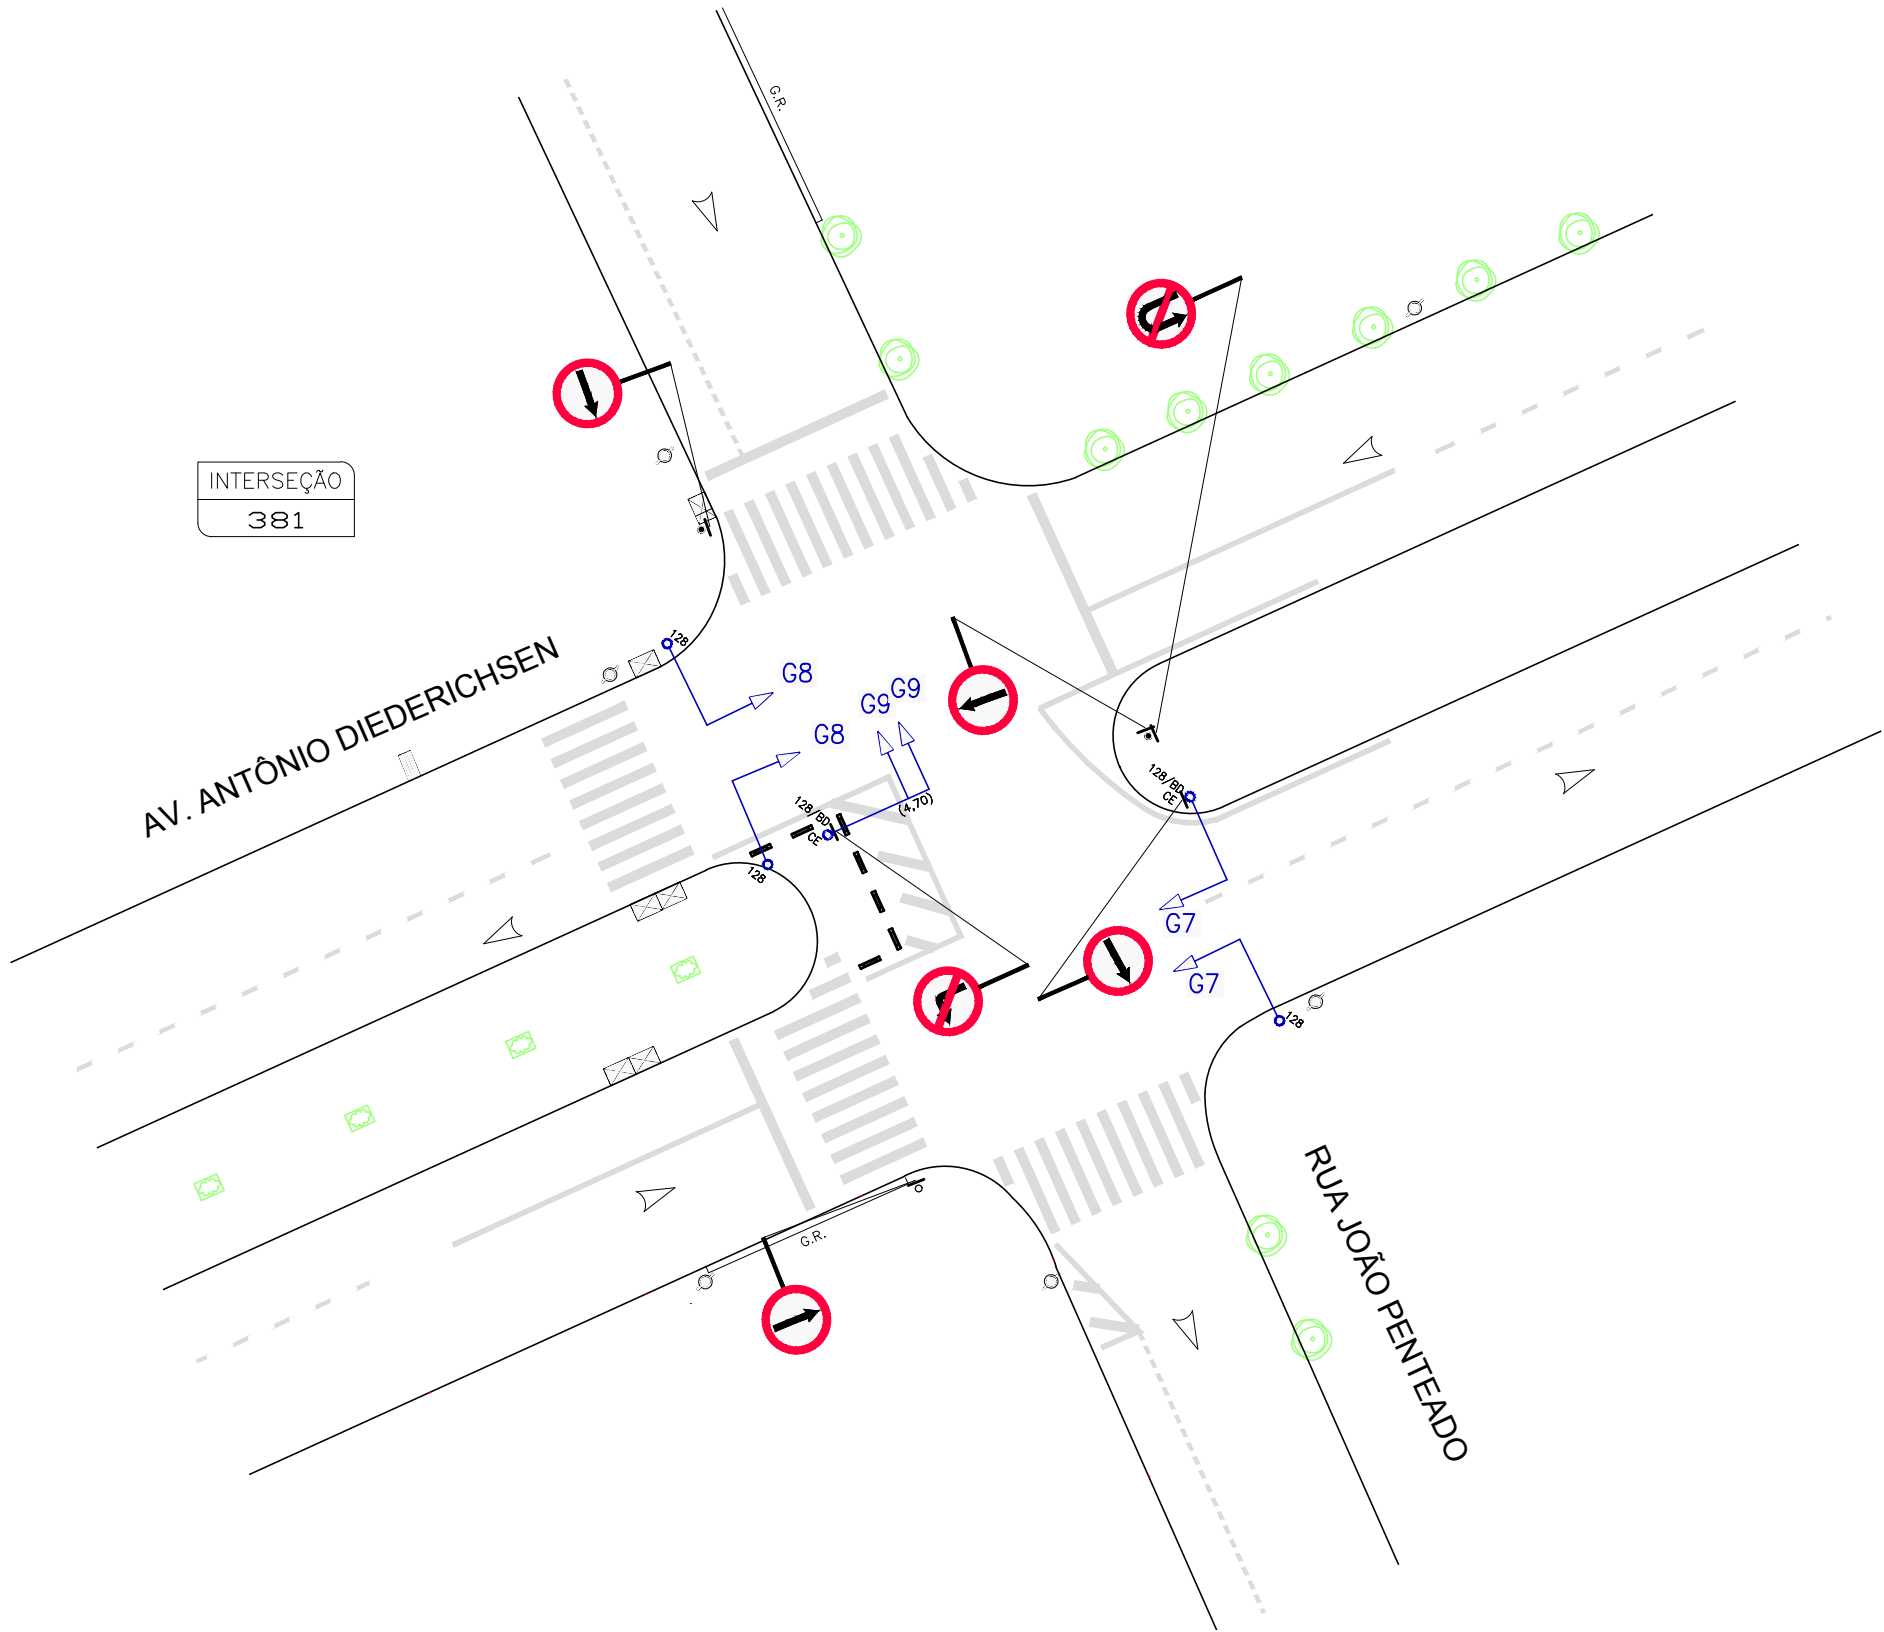 G.R.
INTERSEÇÃO
381
AV. ANTÔNIO DIEDERICHSEN
128
G8
G9
G9
G8
128/BD
CE
(4,70)
128/BD
CE
128
G7
G7
128
G.R.
RUA JOÃO PENTEADO